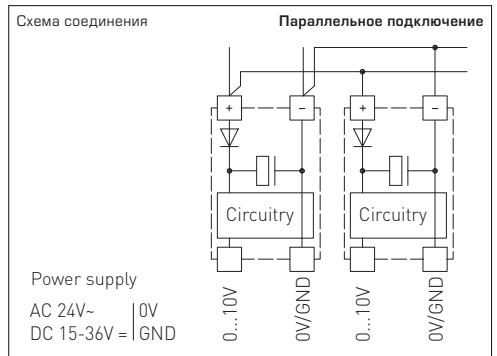 Схема соединения
Параллельное подключение
+
−
+
−
Circuitry
Circuitry
Power supply
AC 24V~ | 0V
DC 15-36V = | GND
0...10V
0V/GND
0...10V
0V/GND